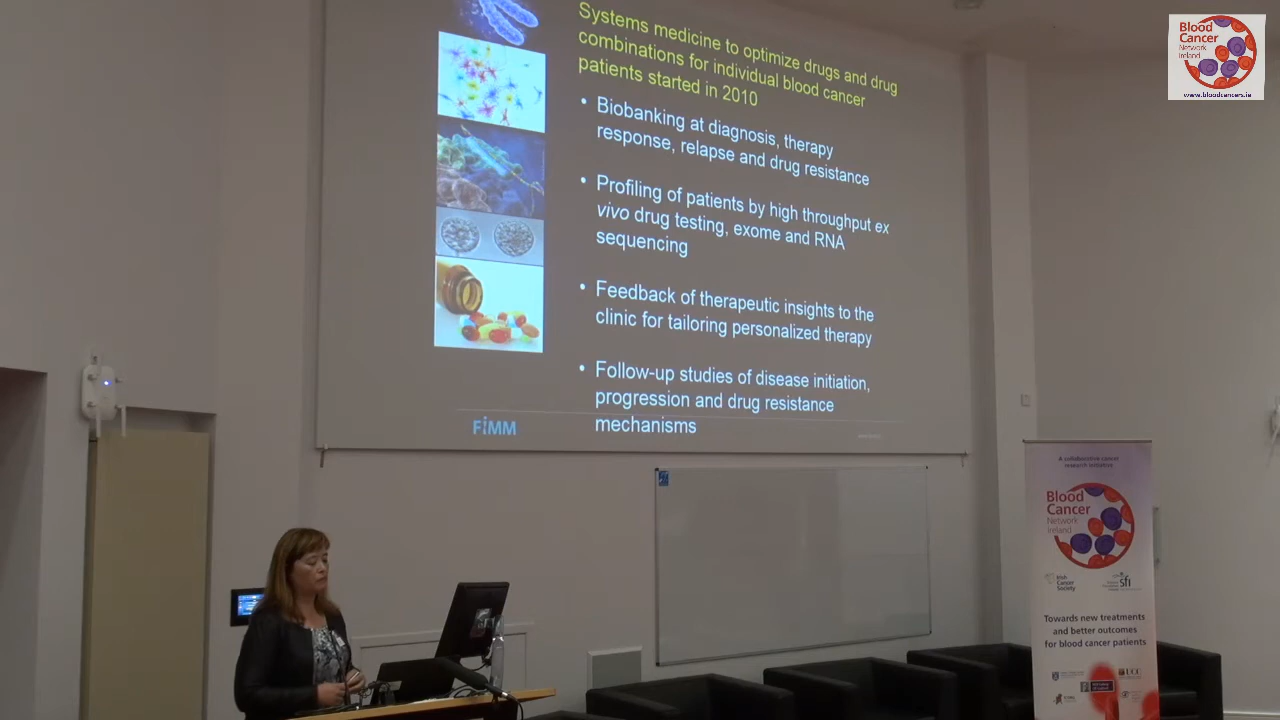 Systems medicine to optimize drugs and drug
combinations for individual blood cancer
patients started in 2010
• Biobanking at diagnosis, therapy
response, relapse and drug resistance
• Profiling of patients by high throughput ex
vivo drug testing, exome and RNA
sequencing
• Feedback of therapeutic insights to the
clinic for tailoring personalized therapy
• Follow-up studies of disease initiation,
progression and drug resistance
mechanisms
FiMM
Blood
Cancer
Network
Ireland
www.bloodcancers.ie
A collaborative cancer
research initiative
Blood
Cancer
Network
Ireland
Irish
Cancer
Society
sfi
Towards new treatments
and better outcomes
for blood cancer patients